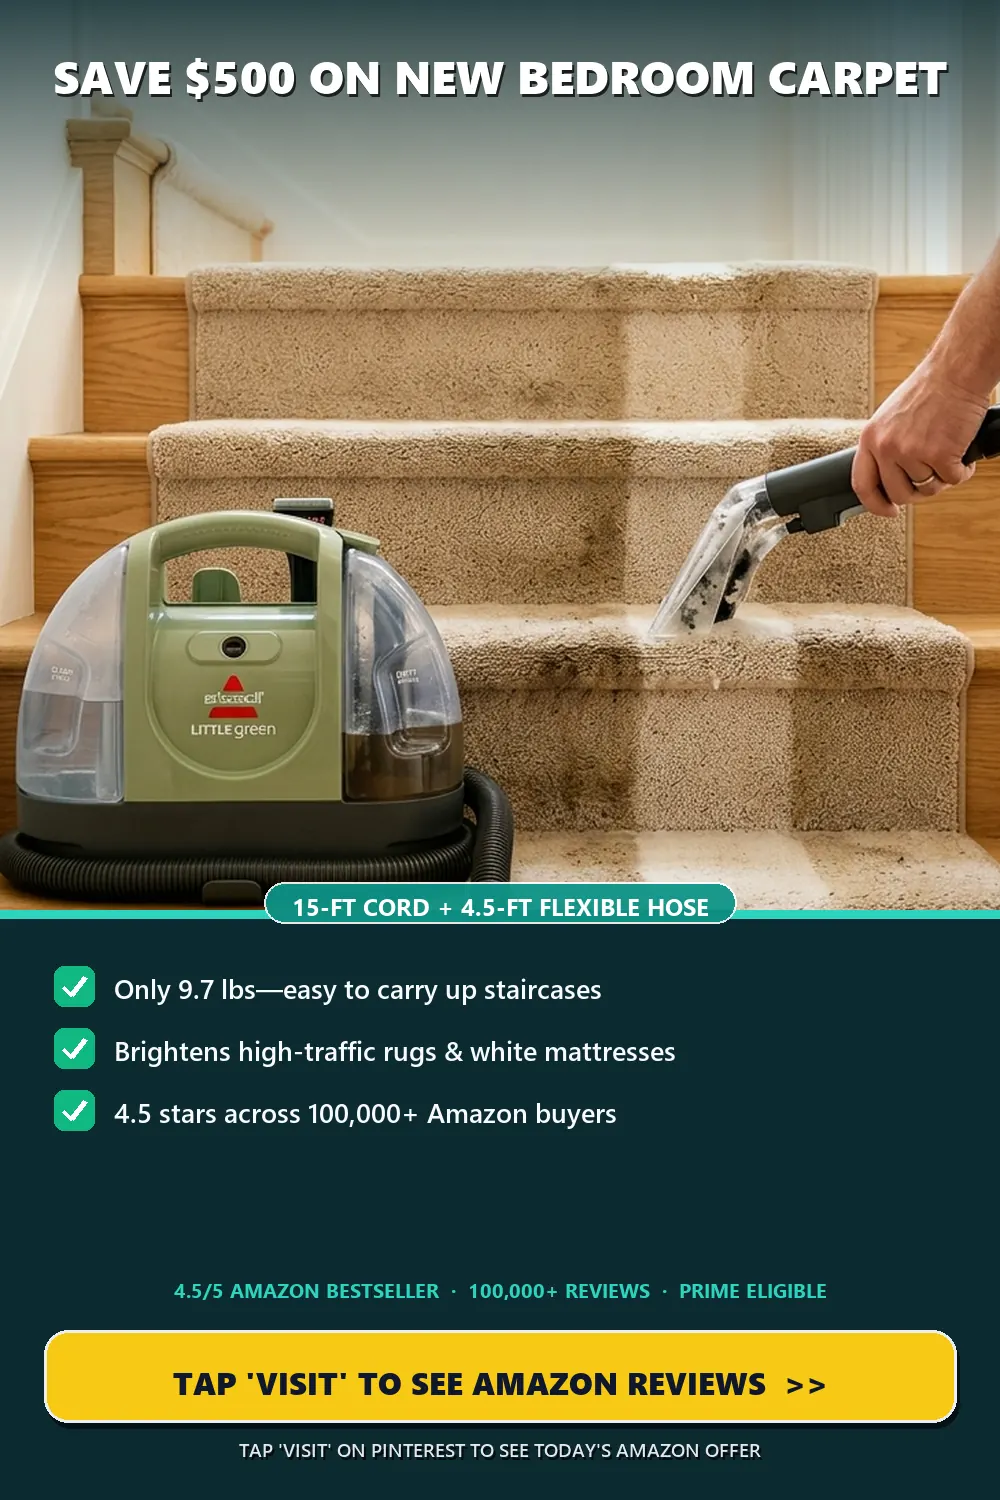 SAVE $500 ON NEW BEDROOM CARPET
LITTLE green
15-FT CORD + 4.5-FT FLEXIBLE HOSE
Only 9.7 lbs—easy to carry up staircases
Brightens high-traffic rugs & white mattresses
4.5 stars across 100,000+ Amazon buyers
4.5/5 AMAZON BESTSELLER · 100,000+ REVIEWS · PRIME ELIGIBLE
TAP 'VISIT' TO SEE AMAZON REVIEWS >>
TAP 'VISIT' ON PINTEREST TO SEE TODAY'S AMAZON OFFER